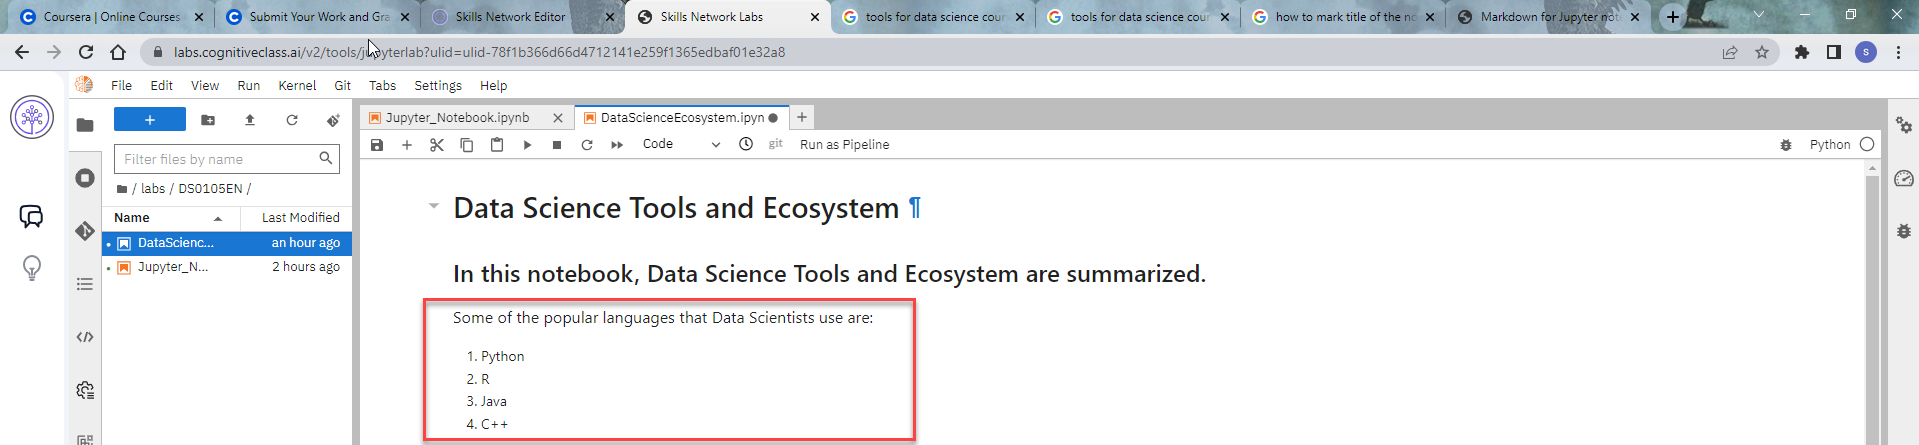 Coursera | Online Courses
Submit Your Work and Gra
Skills Network Editor
Skills Network Labs
tools for data science cour
tools for data science cour
how to mark title of the no
Markdown for Jupyter note
labs.cognitiveclass.ai/v2/tools/jupyterlab?ulid=ulid-78f1b366d66d4712141e259f1365edbaf01e32a8
S
File Edit View Run Kernel Git Tabs Settings Help
Jupyter_Notebook.ipynb
DataScienceEcosystem.ipyn
Filter files by name
Code
git
Run as Pipeline
Python
/ labs / DS0105EN /
Name Last Modified
DataScienc... an hour ago
Jupyter_N... 2 hours ago
Data Science Tools and Ecosystem ¶
In this notebook, Data Science Tools and Ecosystem are summarized.
Some of the popular languages that Data Scientists use are:
1. Python
2. R
3. Java
4. C++